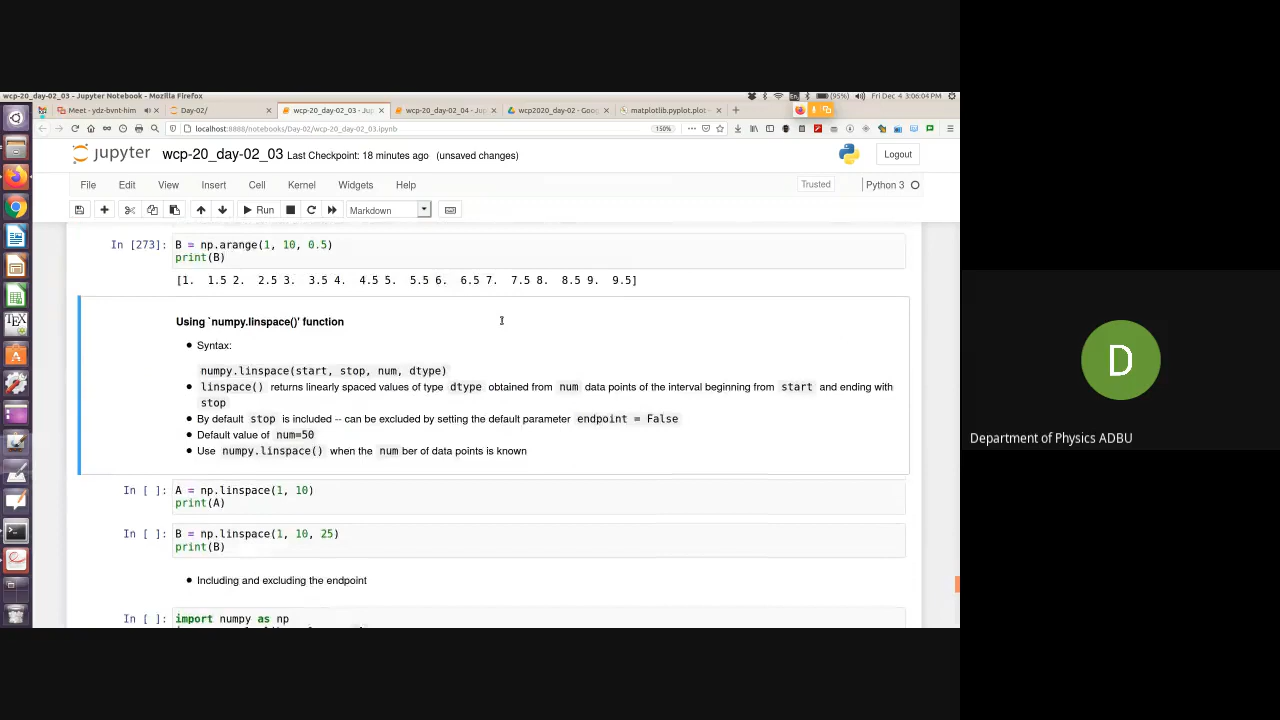 wcp-20_day-02_03 - Jupyter Notebook - Mozilla Firefox
(95%) Fri Dec 4 3:06:04 PM
Meet - ydz-bvnt-him
Day-02/
wcp-20_day-02_03 - Jup
wcp-20_day-02_04 - Jup
wcp2020_day-02 - Goog
matplotlib.pyplot.plot
localhost:8888/notebooks/Day-02/wcp-20_day-02_03.ipynb
150%
jupyter wcp-20_day-02_03 Last Checkpoint: 18 minutes ago (unsaved changes)
Logout
File Edit View Insert Cell Kernel Widgets Help
Trusted Python 3
Run Markdown
In [273]: B = np.arange(1, 10, 0.5)
print(B)
[1. 1.5 2. 2.5 3. 3.5 4. 4.5 5. 5.5 6. 6.5 7. 7.5 8. 8.5 9. 9.5]
Using `numpy.linspace()' function
Syntax:
numpy.linspace(start, stop, num, dtype)
linspace() returns linearly spaced values of type dtype obtained from num data points of the interval beginning from start and ending with
stop
By default stop is included -- can be excluded by setting the default parameter endpoint = False
Default value of num=50
Use numpy.linspace() when the num ber of data points is known
In [ ]: A = np.linspace(1, 10)
print(A)
In [ ]: B = np.linspace(1, 10, 25)
print(B)
Including and excluding the endpoint
In [ ]: import numpy as np
D
Department of Physics ADBU